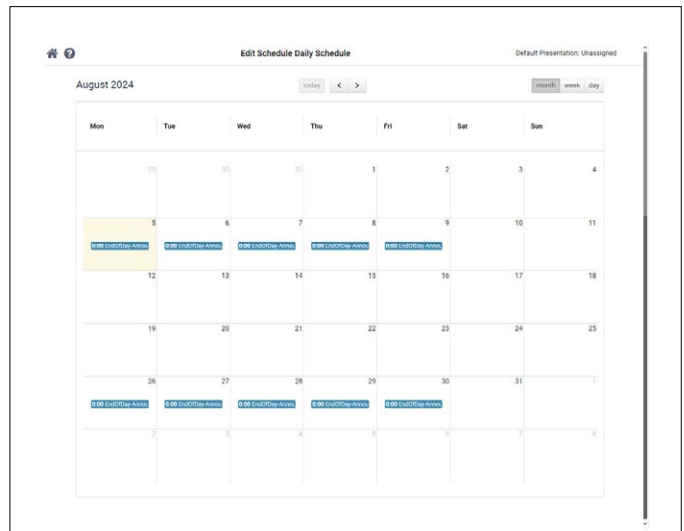 Edit Schedule Daily Schedule Default Presentation: Unassigned
August 2024 today month week day
Mon Tue Wed Thu Fri Sat Sun
29 30 31 1 2 3 4
5 6 7 8 9 10 11
0:00 EndOfDay-Annou 0:00 EndOfDay-Annou 0:00 EndOfDay-Annou 0:00 EndOfDay-Annou 0:00 EndOfDay-Annou
12 13 14 15 16 17 18
19 20 21 22 23 24 25
26 27 28 29 30 31 1
0:00 EndOfDay-Annou 0:00 EndOfDay-Annou 0:00 EndOfDay-Annou 0:00 EndOfDay-Annou 0:00 EndOfDay-Annou
2 3 4 5 6 7 8